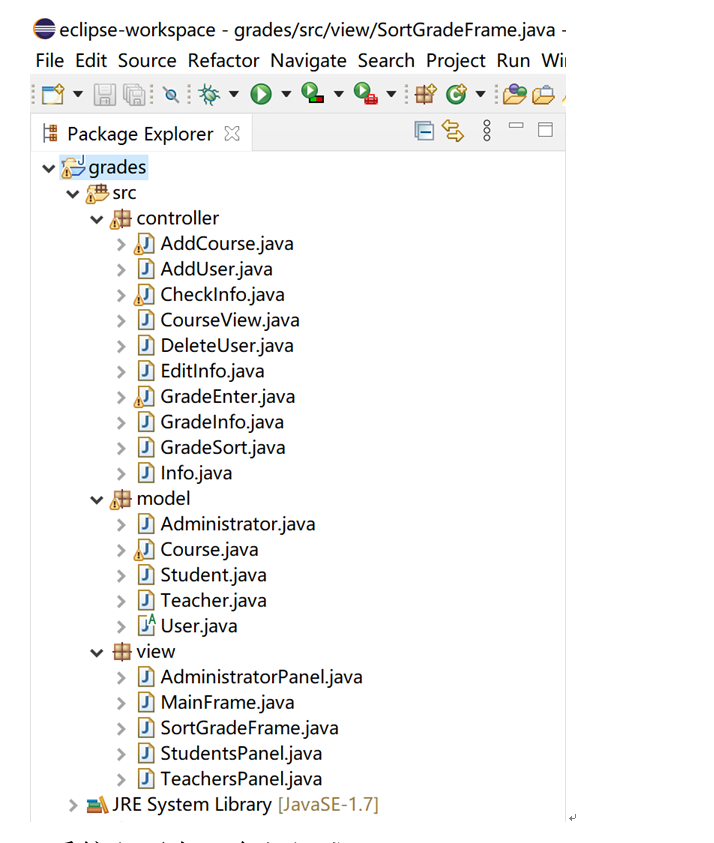 eclipse-workspace - grades/src/view/SortGradeFrame.java -
File Edit Source Refactor Navigate Search Project Run
Package Explorer
grades
src
controller
AddCourse.java
AddUser.java
CheckInfo.java
CourseView.java
DeleteUser.java
EditInfo.java
GradeEnter.java
GradeInfo.java
GradeSort.java
Info.java
model
Administrator.java
Course.java
Student.java
Teacher.java
User.java
view
AdministratorPanel.java
MainFrame.java
SortGradeFrame.java
StudentsPanel.java
TeachersPanel.java
JRE System Library [JavaSE-1.7]